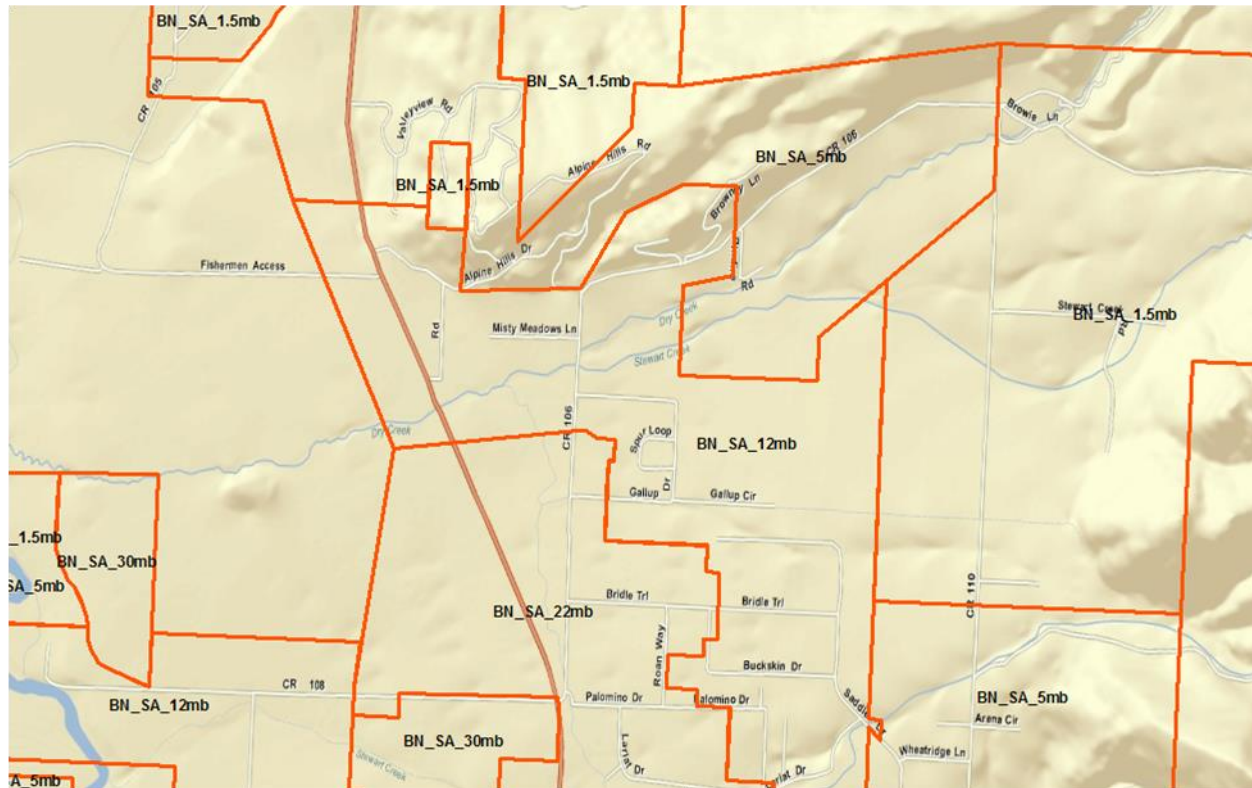 BN_SA_1.5mb
CR 105
BN_SA_1.5mb
Valleyview Rd
Alpine Hills Rd
CR 106
BN_SA_5mb
Browie Ln
BN_SA_1.5mb
Browny Ln
Alpine Hills Dr
Fishermen Access
Rd
Rd
Dry Creek
Misty Meadows Ln
Stewart Creek
Stewart Creek Rd
BN_SA_1.5mb
CR 106
Dry Creek
Spur Loop
BN_SA_12mb
Gallup Dr
Gallup Cir
_1.5mb
BN_SA_30mb
SA_5mb
BN_SA_22mb
Bridle Trl
Bridle Trl
CR 110
Roan Way
Buckskin Dr
CR 108
BN_SA_12mb
Palomino Dr
Palomino Dr
BN_SA_5mb
Arena Cir
BN_SA_30mb
Wheatridge Ln
Stewart Creek
Lariat Dr
Lariat Dr
A_5mb